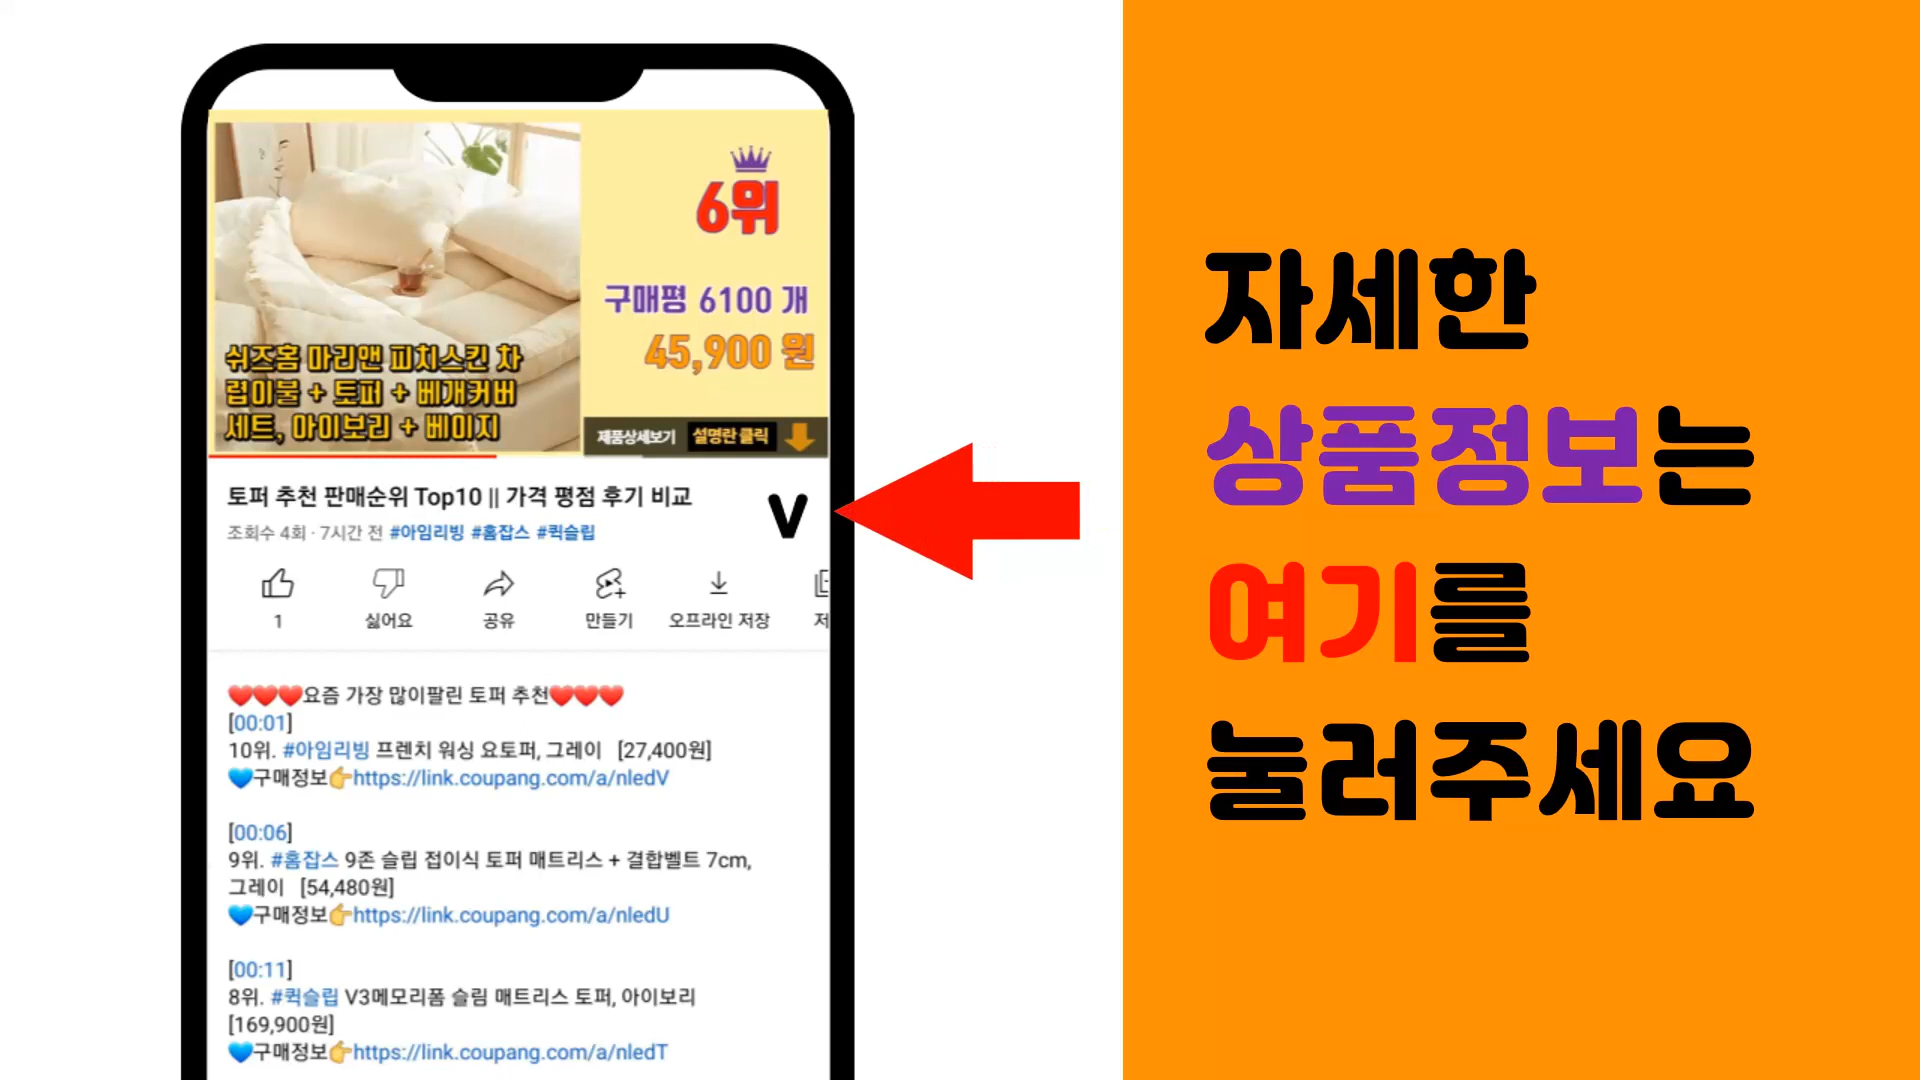 6위
구매평 6100 개
45,900 원
쉬즈홈 마리앤 피치스킨 차
렵이불 + 토퍼 + 베개커버
세트, 아이보리 + 베이지
제품상세보기 설명란 클릭
토퍼 추천 판매순위 Top10 || 가격 평점 후기 비교
V
조회수 4회 · 7시간 전 #아임리빙 #홈잡스 #퀵슬립
1 싫어요 공유 만들기 오프라인 저장 저
❤️❤️❤️요즘 가장 많이팔린 토퍼 추천❤️❤️❤️
[00:01]
10위. #아임리빙 프렌치 워싱 요토퍼, 그레이 [27,400원]
💙구매정보👉https://link.coupang.com/a/nledV
[00:06]
9위. #홈잡스 9존 슬립 접이식 토퍼 매트리스 + 결합벨트 7cm,
그레이 [54,480원]
💙구매정보👉https://link.coupang.com/a/nledU
[00:11]
8위. #퀵슬립 V3메모리폼 슬림 매트리스 토퍼, 아이보리
[169,900원]
💙구매정보👉https://link.coupang.com/a/nledT
자세한
상품정보는
여기를
눌러주세요